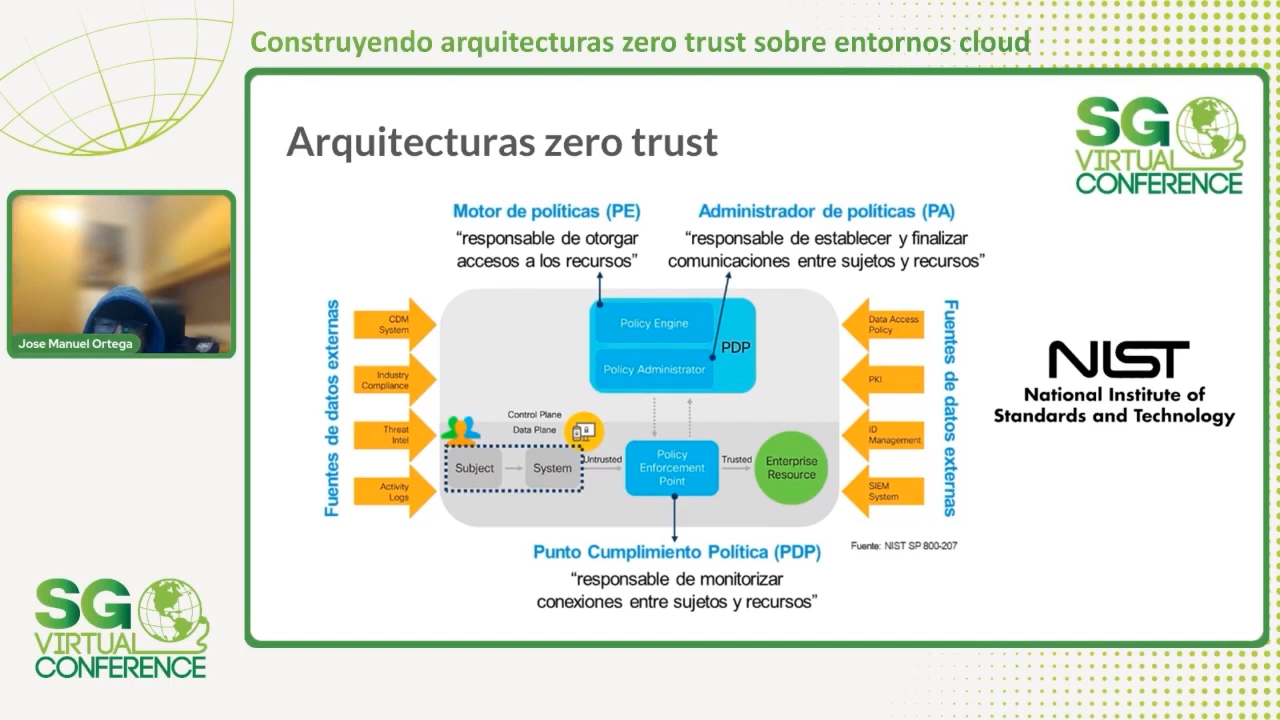 Construyendo arquitecturas zero trust sobre entornos cloud
Arquitecturas zero trust
SG
VIRTUAL
CONFERENCE
Motor de políticas (PE)
“responsable de otorgar
accesos a los recursos”
Administrador de políticas (PA)
“responsable de establecer y finalizar
comunicaciones entre sujetos y recursos”
Jose Manuel Ortega
Fuentes de datos externas
CDM
System
Industry
Compliance
Threat
Intel
Activity
Logs
Policy Engine
Policy Administrator
PDP
Control Plane
Data Plane
Subject
System
Untrusted
Policy
Enforcement
Point
Trusted
Enterprise
Resource
Data Access
Policy
PKI
ID
Management
SIEM
System
Fuentes de datos externas
NIST
National Institute of
Standards and Technology
Fuente: NIST SP 800-207
Punto Cumplimiento Política (PDP)
“responsable de monitorizar
conexiones entre sujetos y recursos”
SG
VIRTUAL
CONFERENCE